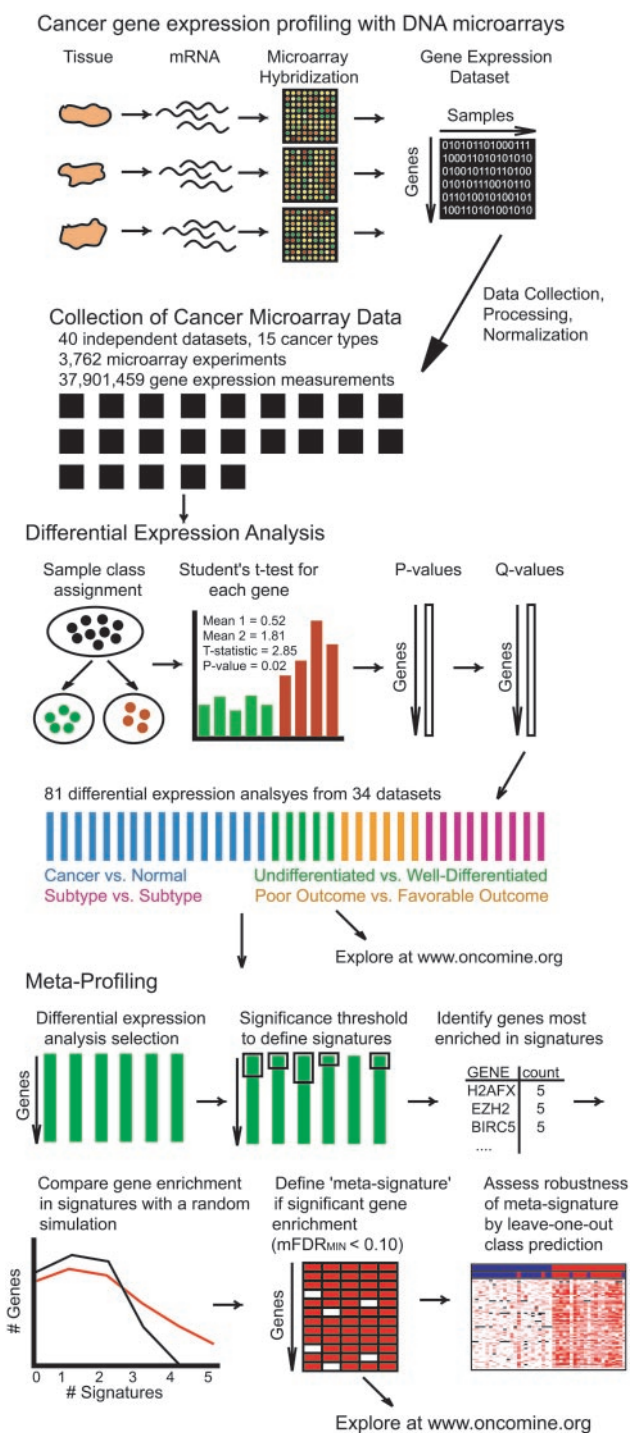 Cancer gene expression profiling with DNA microarrays
Tissue
mRNA
Microarray
Hybridization
Gene Expression
Dataset
Samples
Genes
010101101000111
100011010101010
010010110110100
010101110010110
011010010100101
100110101001010
Data Collection,
Processing,
Normalization
Collection of Cancer Microarray Data
40 independent datasets, 15 cancer types
3,762 microarray experiments
37,901,459 gene expression measurements
Differential Expression Analysis
Sample class
assignment
Student's t-test for
each gene
Mean 1 = 0.52
Mean 2 = 1.81
T-statistic = 2.85
P-value = 0.02
P-values
Genes
Q-values
Genes
81 differential expression analsyes from 34 datasets
Cancer vs. Normal
Undifferentiated vs. Well-Differentiated
Subtype vs. Subtype
Poor Outcome vs. Favorable Outcome
Explore at www.oncomine.org
Meta-Profiling
Differential expression
analysis selection
Genes
Significance threshold
to define signatures
Identify genes most
enriched in signatures
GENE count
H2AFX 5
EZH2 5
BIRC5 5
....
Compare gene enrichment
in signatures with a random
simulation
# Genes
0 1 2 3 4 5
# Signatures
Define 'meta-signature'
if significant gene
enrichment
(mFDRMIN < 0.10)
Genes
Assess robustness
of meta-signature
by leave-one-out
class prediction
Explore at www.oncomine.org